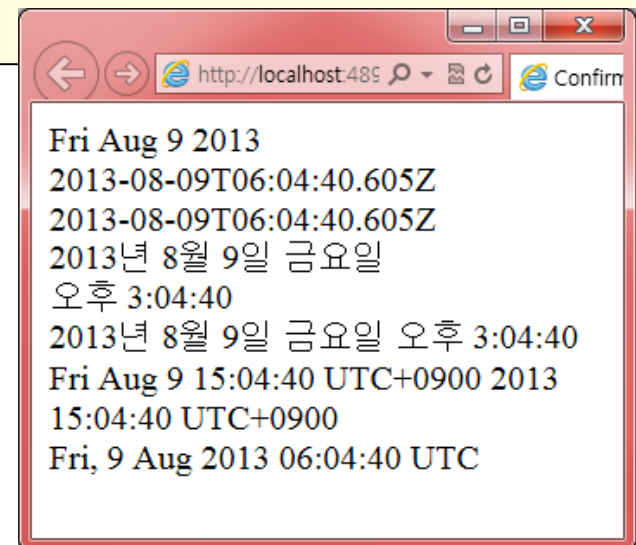 http://localhost:489
Confirm
Fri Aug 9 2013
2013-08-09T06:04:40.605Z
2013-08-09T06:04:40.605Z
2013년 8월 9일 금요일
오후 3:04:40
2013년 8월 9일 금요일 오후 3:04:40
Fri Aug 9 15:04:40 UTC+0900 2013
15:04:40 UTC+0900
Fri, 9 Aug 2013 06:04:40 UTC